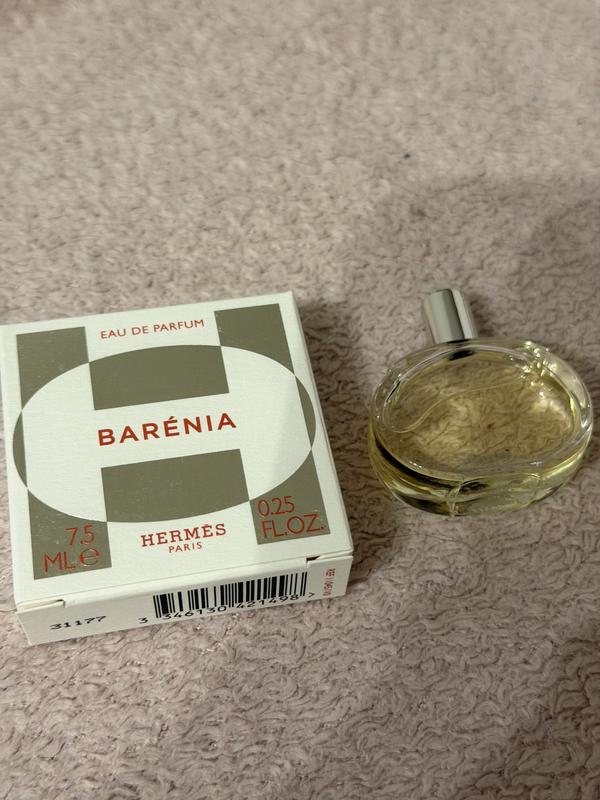 EAU DE PARFUM
BARÉNIA
7.5
ML e
HERMÈS
PARIS
0.25
FL.OZ.
31177
3 346130 421498 >